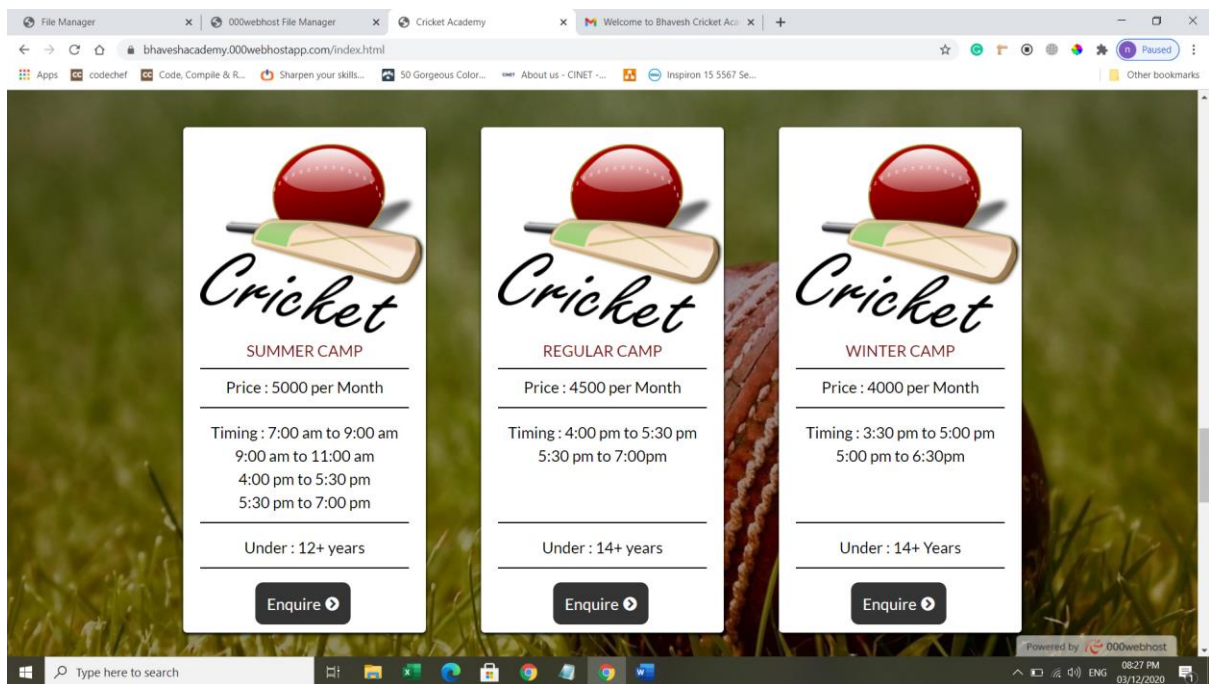 File Manager
000webhost File Manager
Cricket Academy
Welcome to Bhavesh Cricket Aca
bhaveshacademy.000webhostapp.com/index.html
Paused
Apps
codechef
Code, Compile & R...
Sharpen your skills...
50 Gorgeous Color...
About us - CINET -...
Inspiron 15 5567 Se...
Other bookmarks
Cricket
SUMMER CAMP
Price : 5000 per Month
Timing : 7:00 am to 9:00 am
9:00 am to 11:00 am
4:00 pm to 5:30 pm
5:30 pm to 7:00 pm
Under : 12+ years
Enquire
Cricket
REGULAR CAMP
Price : 4500 per Month
Timing : 4:00 pm to 5:30 pm
5:30 pm to 7:00pm
Under : 14+ years
Enquire
Cricket
WINTER CAMP
Price : 4000 per Month
Timing : 3:30 pm to 5:00 pm
5:00 pm to 6:30pm
Under : 14+ Years
Enquire
Powered by 000webhost
Type here to search
ENG
08:27 PM
03/12/2020